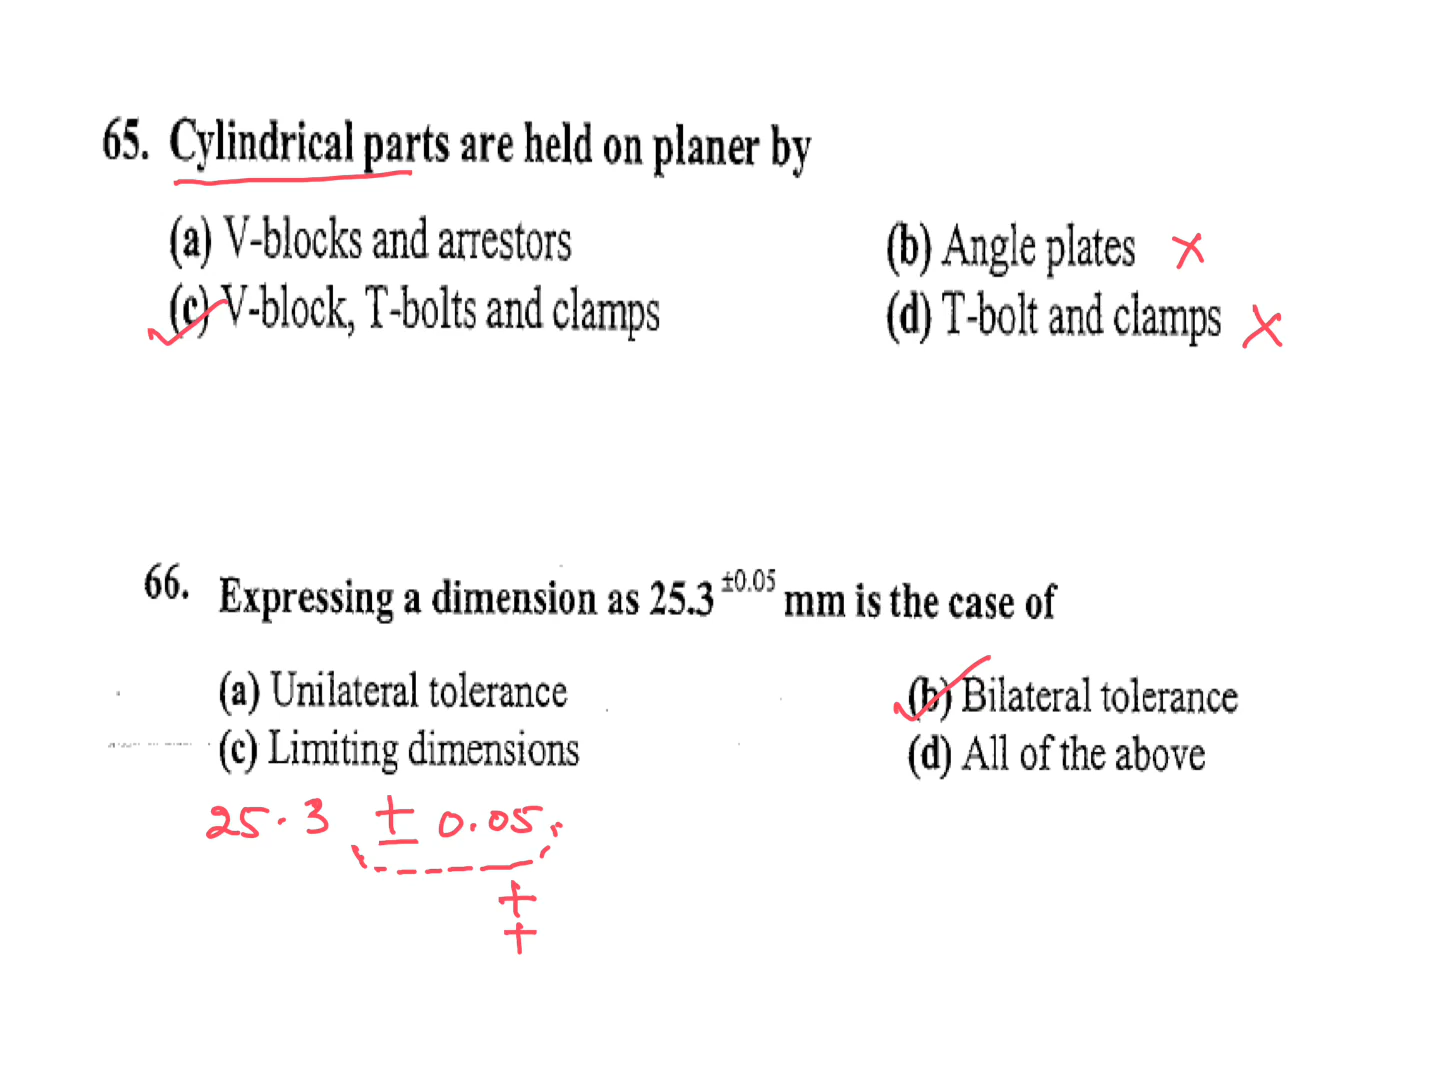 65. Cylindrical parts are held on planer by
(a) V-blocks and arrestors (b) Angle plates ×
(c) V-block, T-bolts and clamps (d) T-bolt and clamps ×
66. Expressing a dimension as 25.3 ±0.05 mm is the case of
(a) Unilateral tolerance (b) Bilateral tolerance
(c) Limiting dimensions (d) All of the above
25.3 ± 0.05
+
+